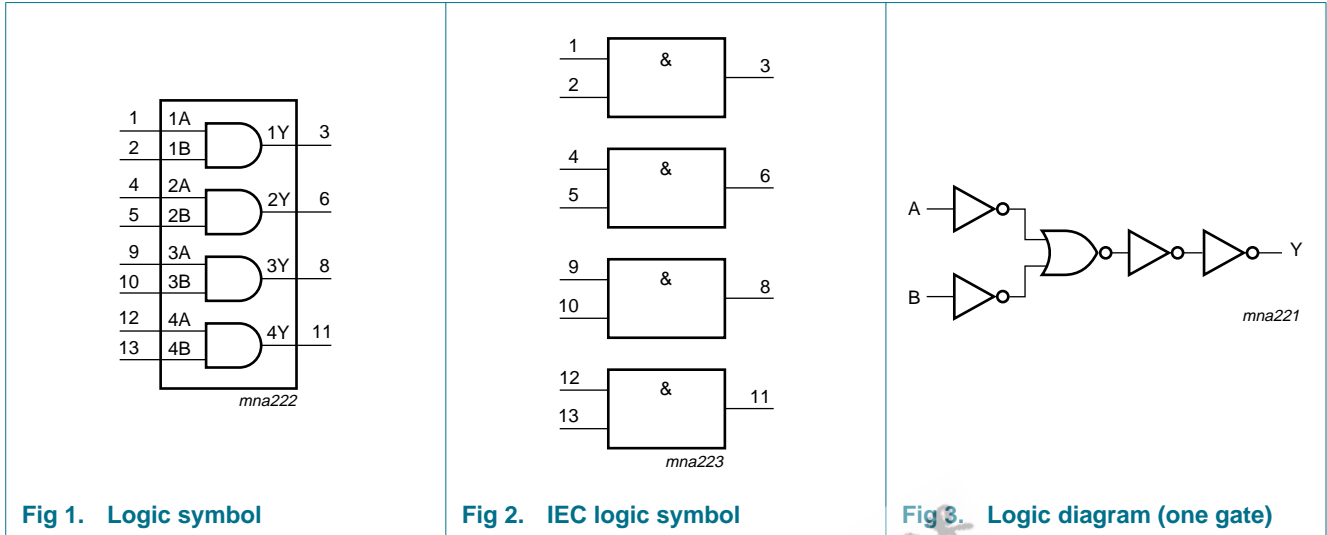 1 1A 1Y 3
2 1B
4 2A 2Y 6
5 2B
9 3A 3Y 8
10 3B
12 4A 4Y 11
13 4B
mna222
Fig 1. Logic symbol
1 & 3
2
4 & 6
5
9 & 8
10
12 & 11
13
mna223
Fig 2. IEC logic symbol
A
B
Y
mna221
Fig 3. Logic diagram (one gate)